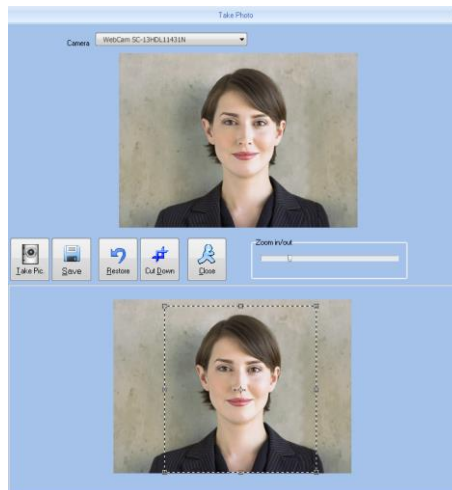 Take Photo
Camera WebCam SC-13HDL11431N
Take Pic. Save Restore Cut Down Close Zoom in/out